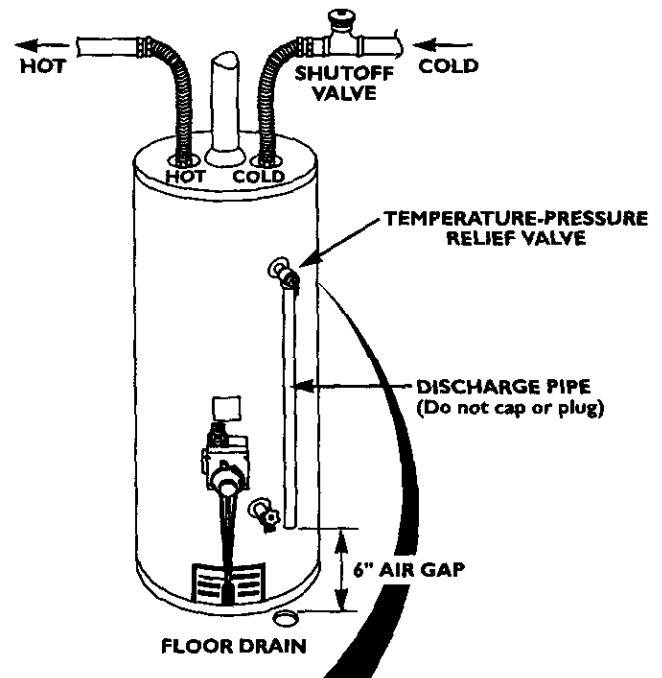 HOT
SHUTOFF
VALVE
COLD
HOT
COLD
TEMPERATURE-PRESSURE
RELIEF VALVE
DISCHARGE PIPE
(Do not cap or plug)
6" AIR GAP
FLOOR DRAIN